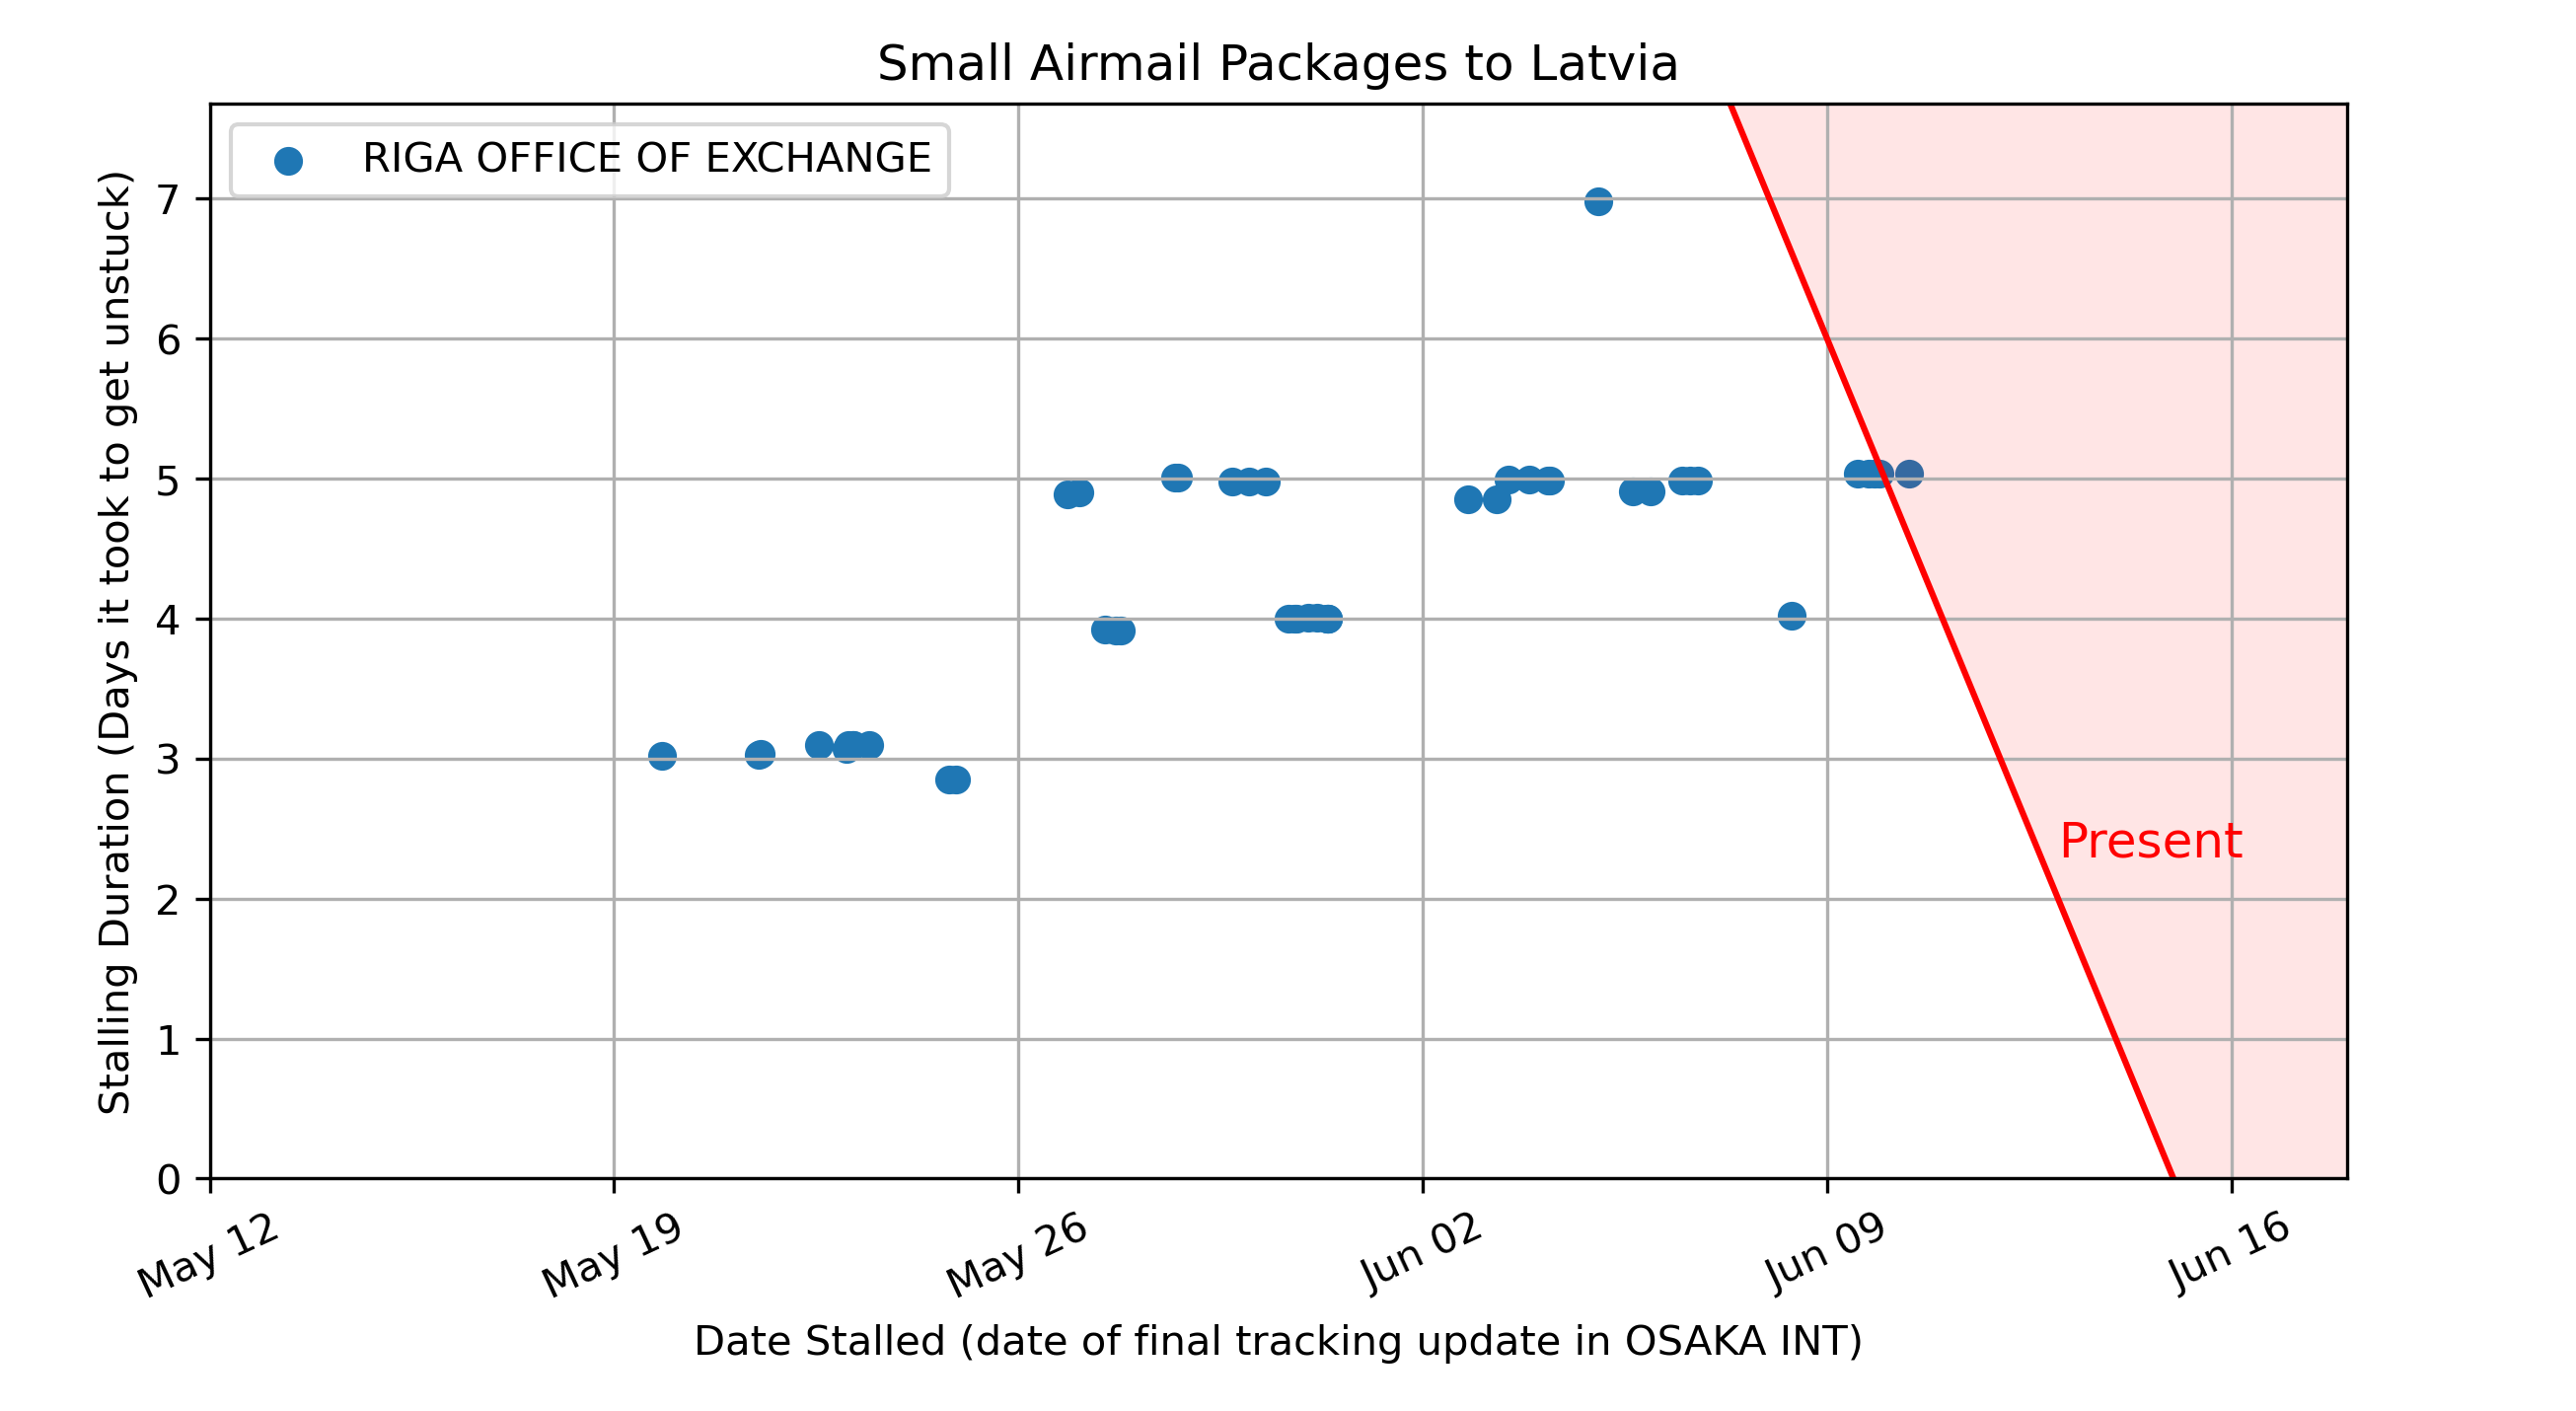 Small Airmail Packages to Latvia
RIGA OFFICE OF EXCHANGE
Stalling Duration (Days it took to get unstuck)
7
6
5
4
3
2
1
0
Present
May 12
May 19
May 26
Jun 02
Jun 09
Jun 16
Date Stalled (date of final tracking update in OSAKA INT)